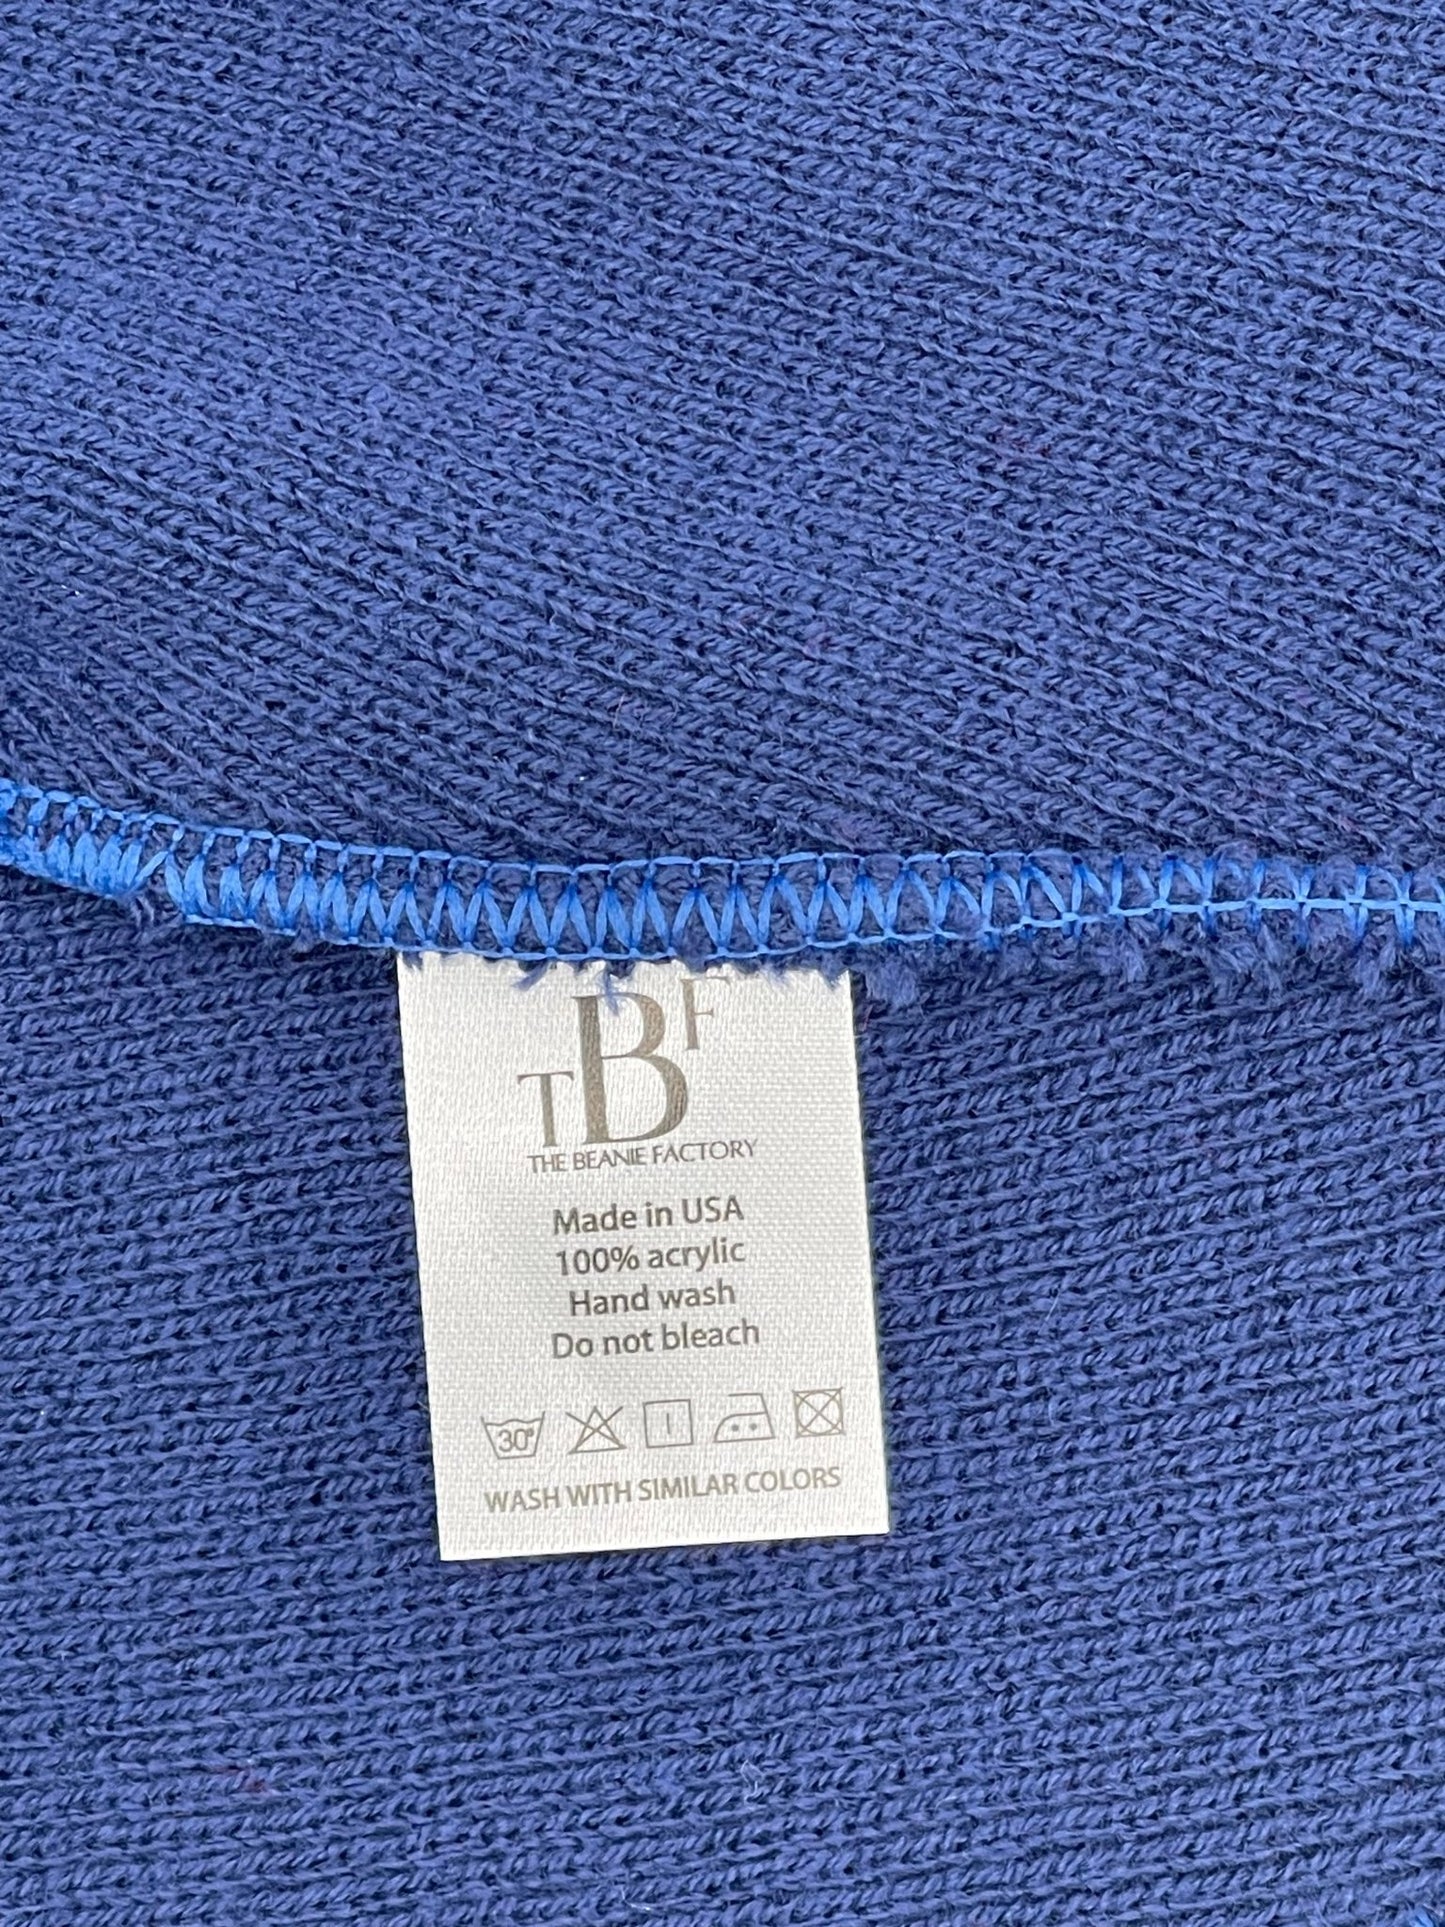 TBF
THE BEANIE FACTORY
Made in USA
100% acrylic
Hand wash
Do not bleach
30°
WASH WITH SIMILAR COLORS